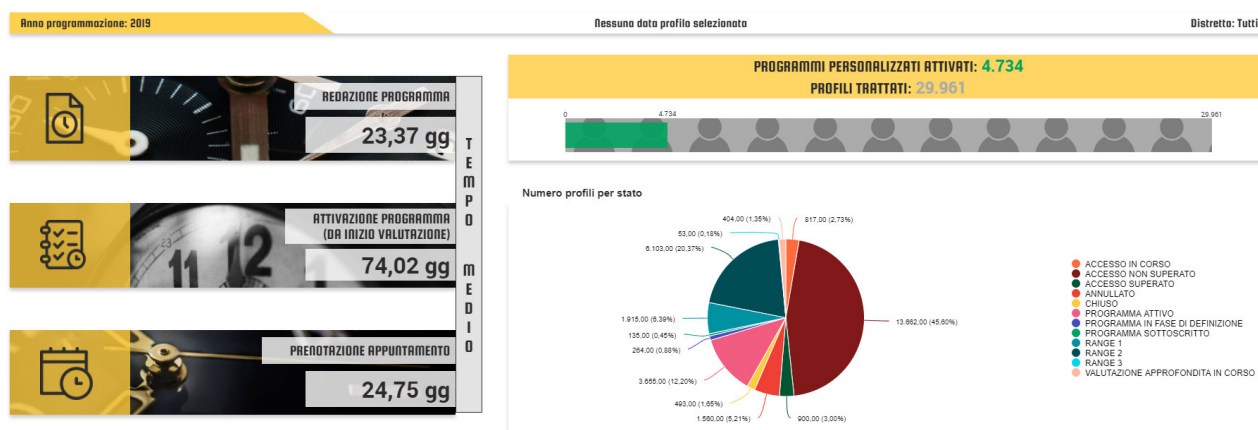 Anno programmazione: 2019
Nessuna data profilo selezionata
Distretto: Tutti
REDAZIONE PROGRAMMA
23,37 gg
ATTIVAZIONE PROGRAMMA
(DA INIZIO VALUTAZIONE)
74,02 gg
PRENOTAZIONE APPUNTAMENTO
24,75 gg
TEMPO MEDIO
60
23
11 12 1
PROGRAMMI PERSONALIZZATI ATTIVATI: 4.734
PROFILI TRATTATI: 29.961
0 4.734 29.961
Numero profili per stato
404,00 (1,35%)
817,00 (2,73%)
53,00 (0,18%)
6.103,00 (20,37%)
13.662,00 (45,60%)
1.915,00 (6,39%)
135,00 (0,45%)
264,00 (0,88%)
3.655,00 (12,20%)
493,00 (1,65%)
1.560,00 (5,21%)
900,00 (3,00%)
ACCESSO IN CORSO
ACCESSO NON SUPERATO
ACCESSO SUPERATO
ANNULLATO
CHIUSO
PROGRAMMA ATTIVO
PROGRAMMA IN FASE DI DEFINIZIONE
PROGRAMMA SOTTOSCRITTO
RANGE 1
RANGE 2
RANGE 3
VALUTAZIONE APPROFONDITA IN CORSO